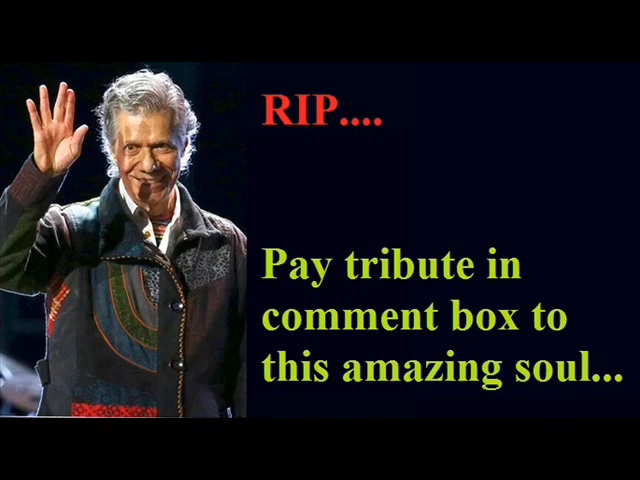 RIP....
Pay tribute in
comment box to
this amazing soul...